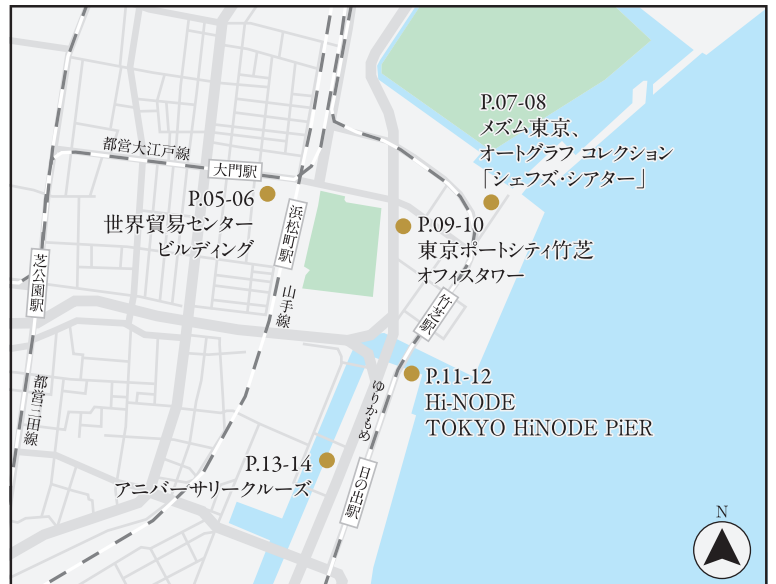 P.07-08
メズム東京、
オートグラフ コレクション
「シェフズ・シアター」
都営大江戸線
大門駅
P.05-06
世界貿易センター
ビルディング
浜松町駅
P.09-10
東京ポートシティ竹芝
オフィスタワー
芝公園駅
山手線
竹芝駅
都営三田線
ゆりかもめ
P.11-12
Hi-NODE
TOKYO HiNODE PiER
P.13-14
アニバーサリークルーズ
日の出駅
N